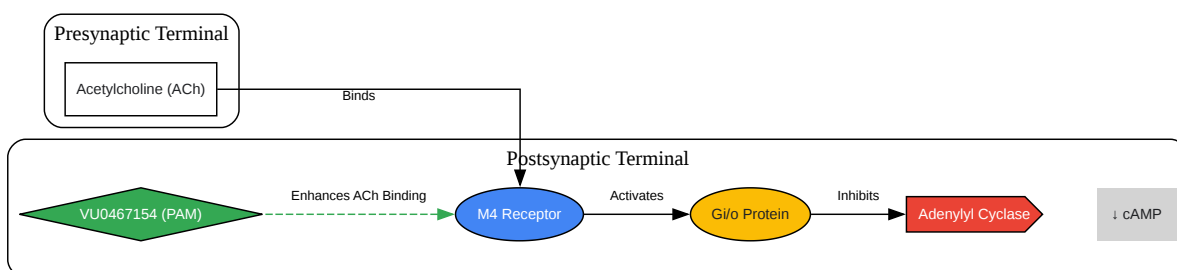 Presynaptic Terminal
Acetylcholine (ACh)
Binds
Postsynaptic Terminal
VU0467154 (PAM)
Enhances ACh Binding
M4 Receptor
Activates
Gi/o Protein
Inhibits
Adenylyl Cyclase
↓ cAMP